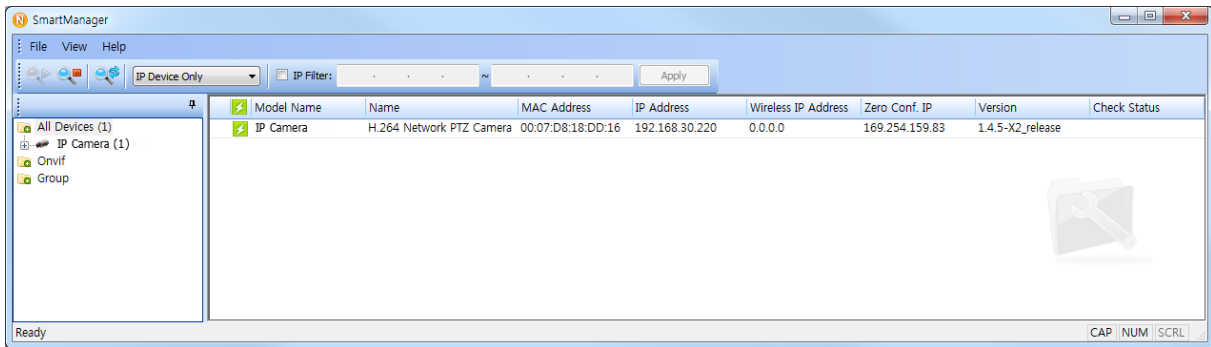 SmartManager
File View Help
IP Device Only IP Filter: . . . ~ . . . Apply
Model Name Name MAC Address IP Address Wireless IP Address Zero Conf. IP Version Check Status
All Devices (1) IP Camera H.264 Network PTZ Camera 00:07:D8:18:DD:16 192.168.30.220 0.0.0.0 169.254.159.83 1.4.5-X2_release
IP Camera (1)
Onvif
Group
Ready CAP NUM SCRL